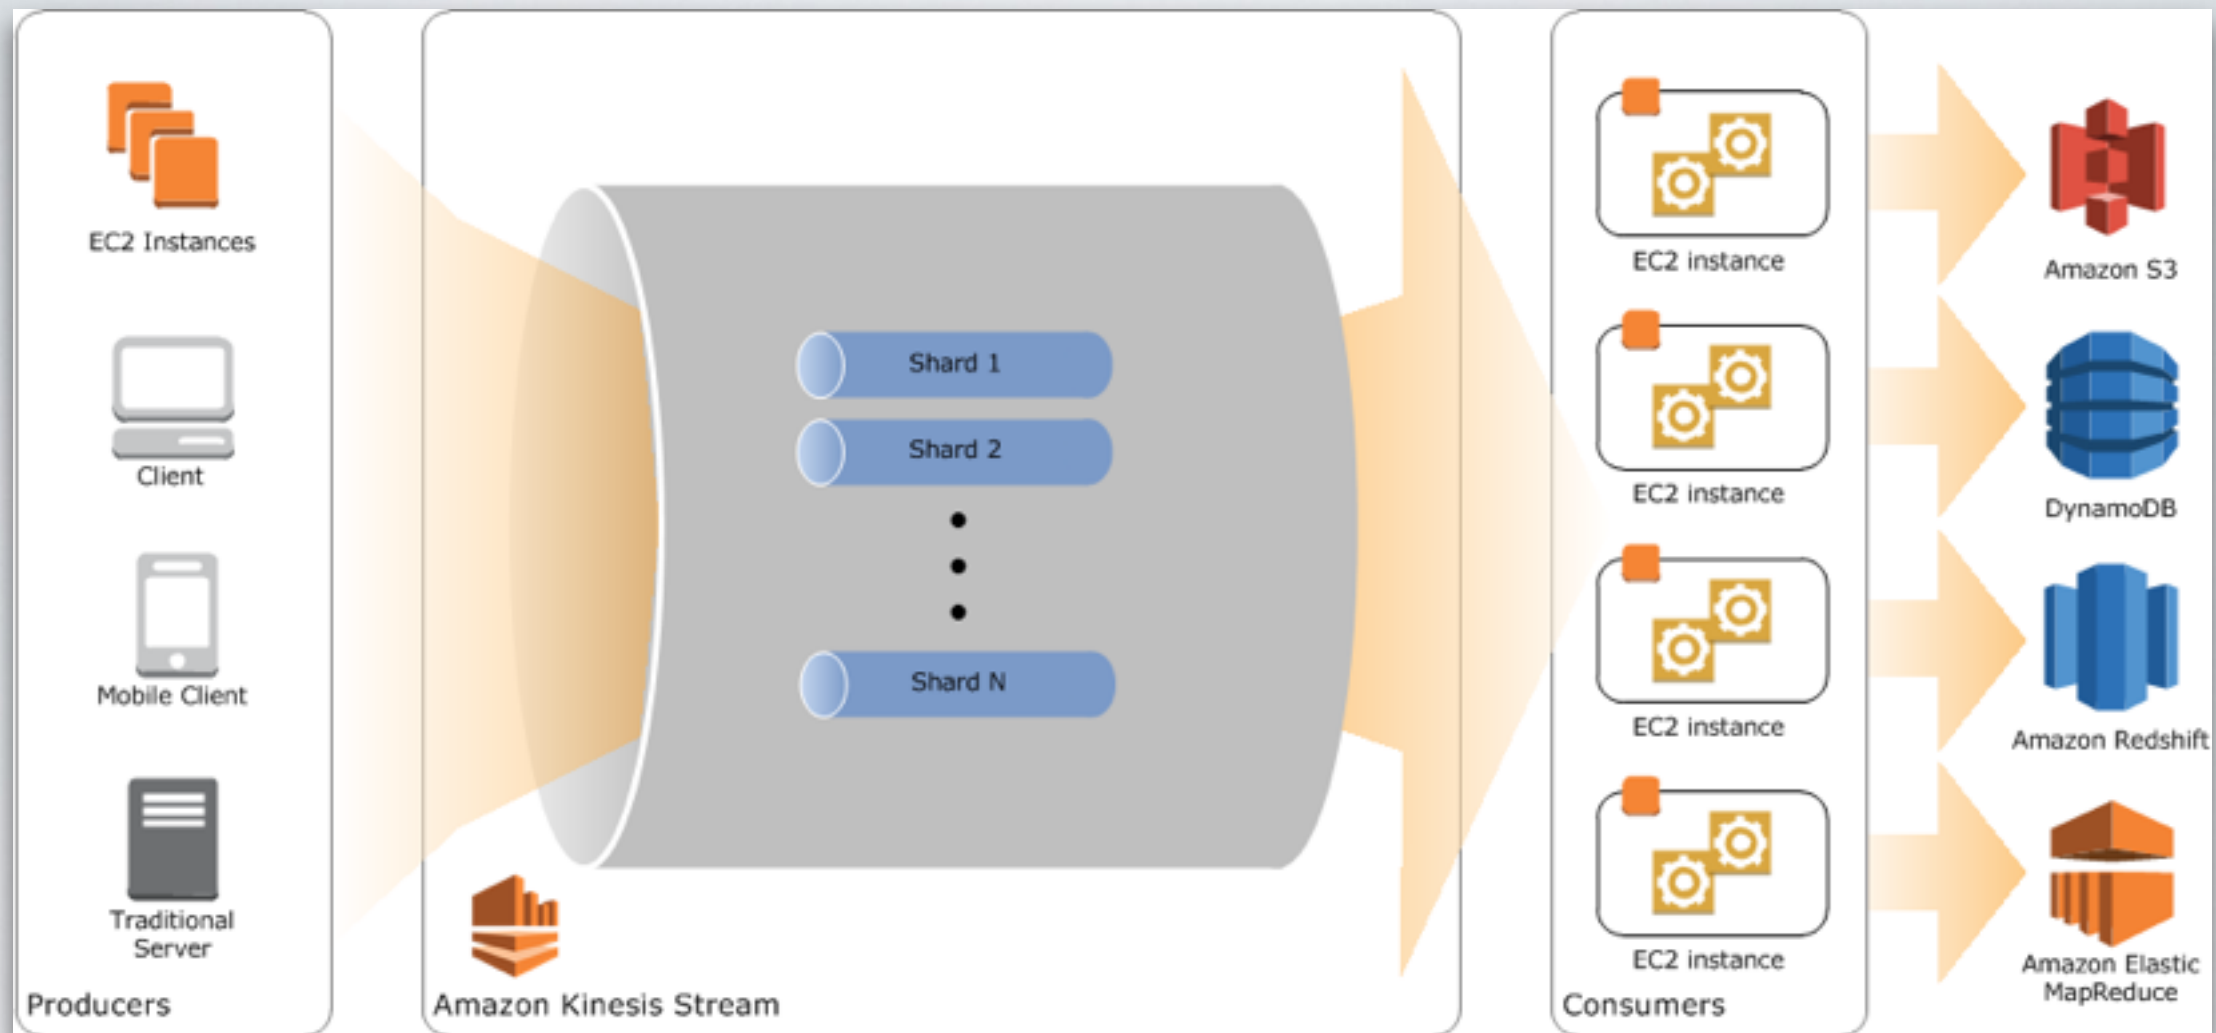 EC2 Instances
Client
Mobile Client
Traditional
Server
Producers
Shard 1
Shard 2
Shard N
Amazon Kinesis Stream
EC2 instance
EC2 instance
EC2 instance
EC2 instance
Consumers
Amazon S3
DynamoDB
Amazon Redshift
Amazon Elastic
MapReduce